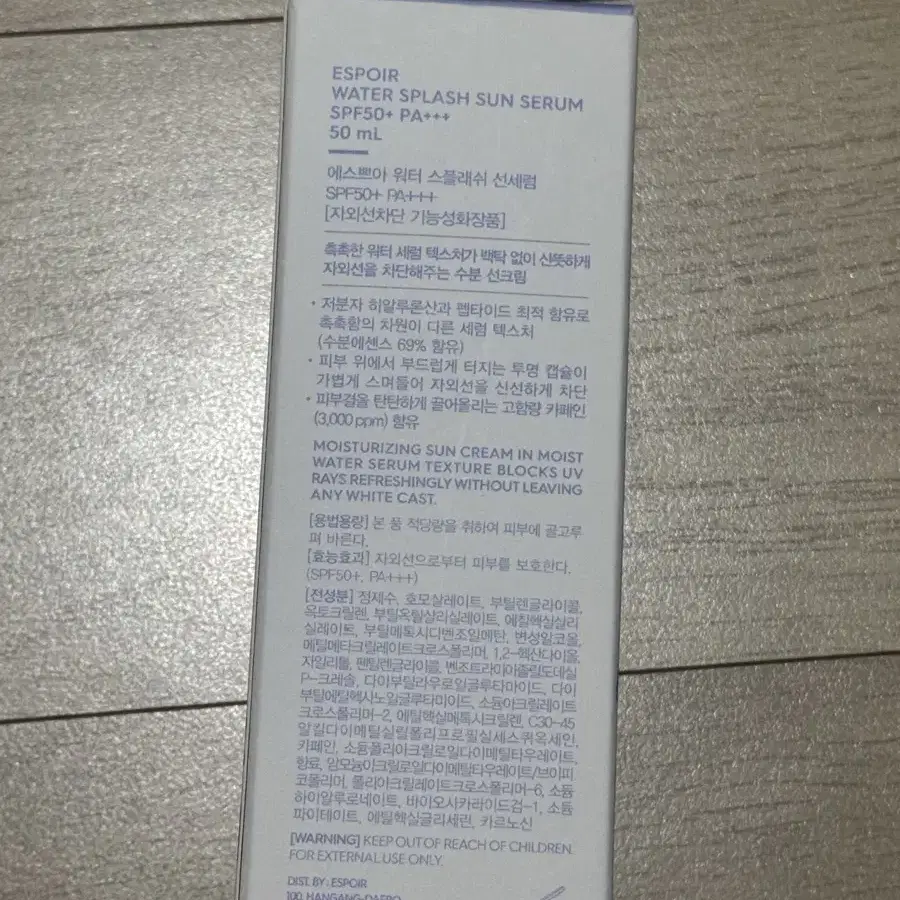 ESPOIR
WATER SPLASH SUN SERUM
SPF50+ PA+++
50 mL
에스쁘아 워터 스플래쉬 선세럼
SPF50+ PA+++
[자외선차단 기능성화장품]
촉촉한 워터 세럼 텍스처가 백탁 없이 산뜻하게
자외선을 차단해주는 수분 선크림
• 저분자 히알루론산과 펩타이드 최적 함유로
촉촉함의 차원이 다른 세럼 텍스처
(수분에센스 69% 함유)
• 피부 위에서 부드럽게 터지는 투명 캡슐이
가볍게 스며들어 자외선을 신선하게 차단
• 피부결을 탄탄하게 끌어올리는 고함량 카페인
(3,000 ppm) 함유
MOISTURIZING SUN CREAM IN MOIST
WATER SERUM TEXTURE BLOCKS UV
RAYS REFRESHINGLY WITHOUT LEAVING
ANY WHITE CAST.
[용법용량] 본 품 적당량을 취하여 피부에 골고루
펴 바른다.
[효능효과] 자외선으로부터 피부를 보호한다.
(SPF50+, PA+++)
[전성분] 정제수, 호모살레이트, 부틸렌글라이콜,
옥토크릴렌, 부틸옥틸살리실레이트, 에칠헥실살리
실레이트, 부틸메톡시디벤조일메탄, 변성알코올,
메틸메타크릴레이트크로스폴리머, 1,2-헥산다이올,
자일리톨, 펜틸렌글라이콜, 벤조트라이아졸릴도데실
P-크레솔, 다이부틸라우로일글루타마이드, 다이
부틸에틸헥사노일글루타마이드, 소듐아크릴레이트
크로스폴리머-2, 에틸헥실메톡시크릴렌, C30-45
알킬다이메틸실릴폴리프로필실세스퀴옥세인,
카페인, 소듐폴리아크릴로일다이메틸타우레이트,
향료, 암모늄아크릴로일다이메틸타우레이트/브이피
코폴리머, 폴리아크릴레이트크로스폴리머-6, 소듐
하이알루로네이트, 바이오사카라이드검-1, 소듐
파이테이트, 에틸헥실글리세린, 카르노신
[WARNING] KEEP OUT OF REACH OF CHILDREN.
FOR EXTERNAL USE ONLY.
DIST. BY : ESPOIR
100, HANGANG-DAERO